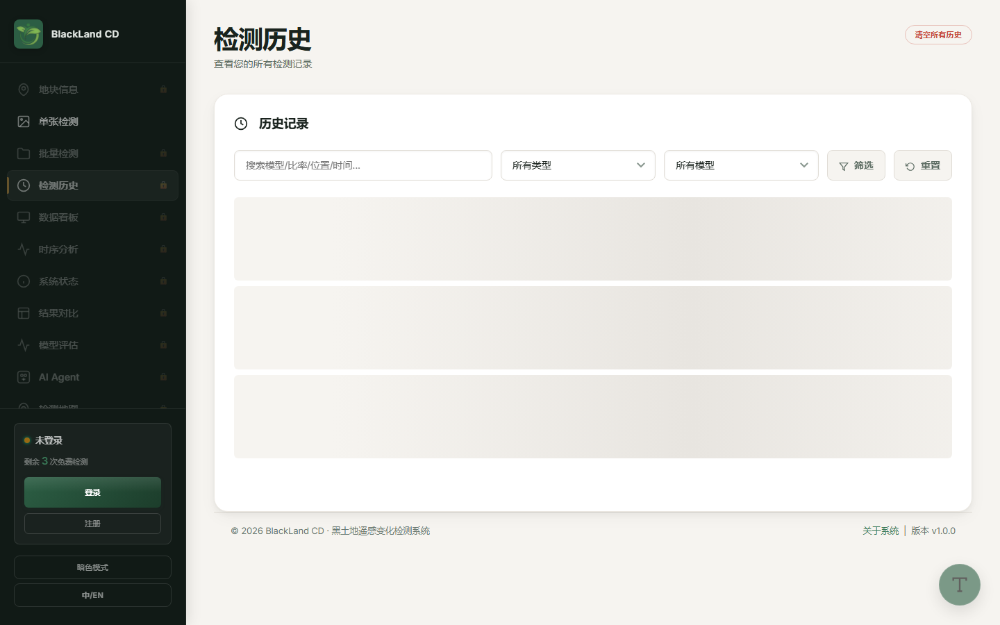 BlackLand CD
地块信息
单张检测
批量检测
检测历史
数据看板
时序分析
系统状态
结果对比
模型评估
AI Agent
检测地图
未登录
剩余 3 次免费检测
登录
注册
暗色模式
中/EN
检测历史
查看您的所有检测记录
清空所有历史
历史记录
搜索模型/比率/位置/时间...
所有类型
所有模型
筛选
重置
© 2026 BlackLand CD · 黑土地遥感变化检测系统
关于系统 | 版本 v1.0.0
T